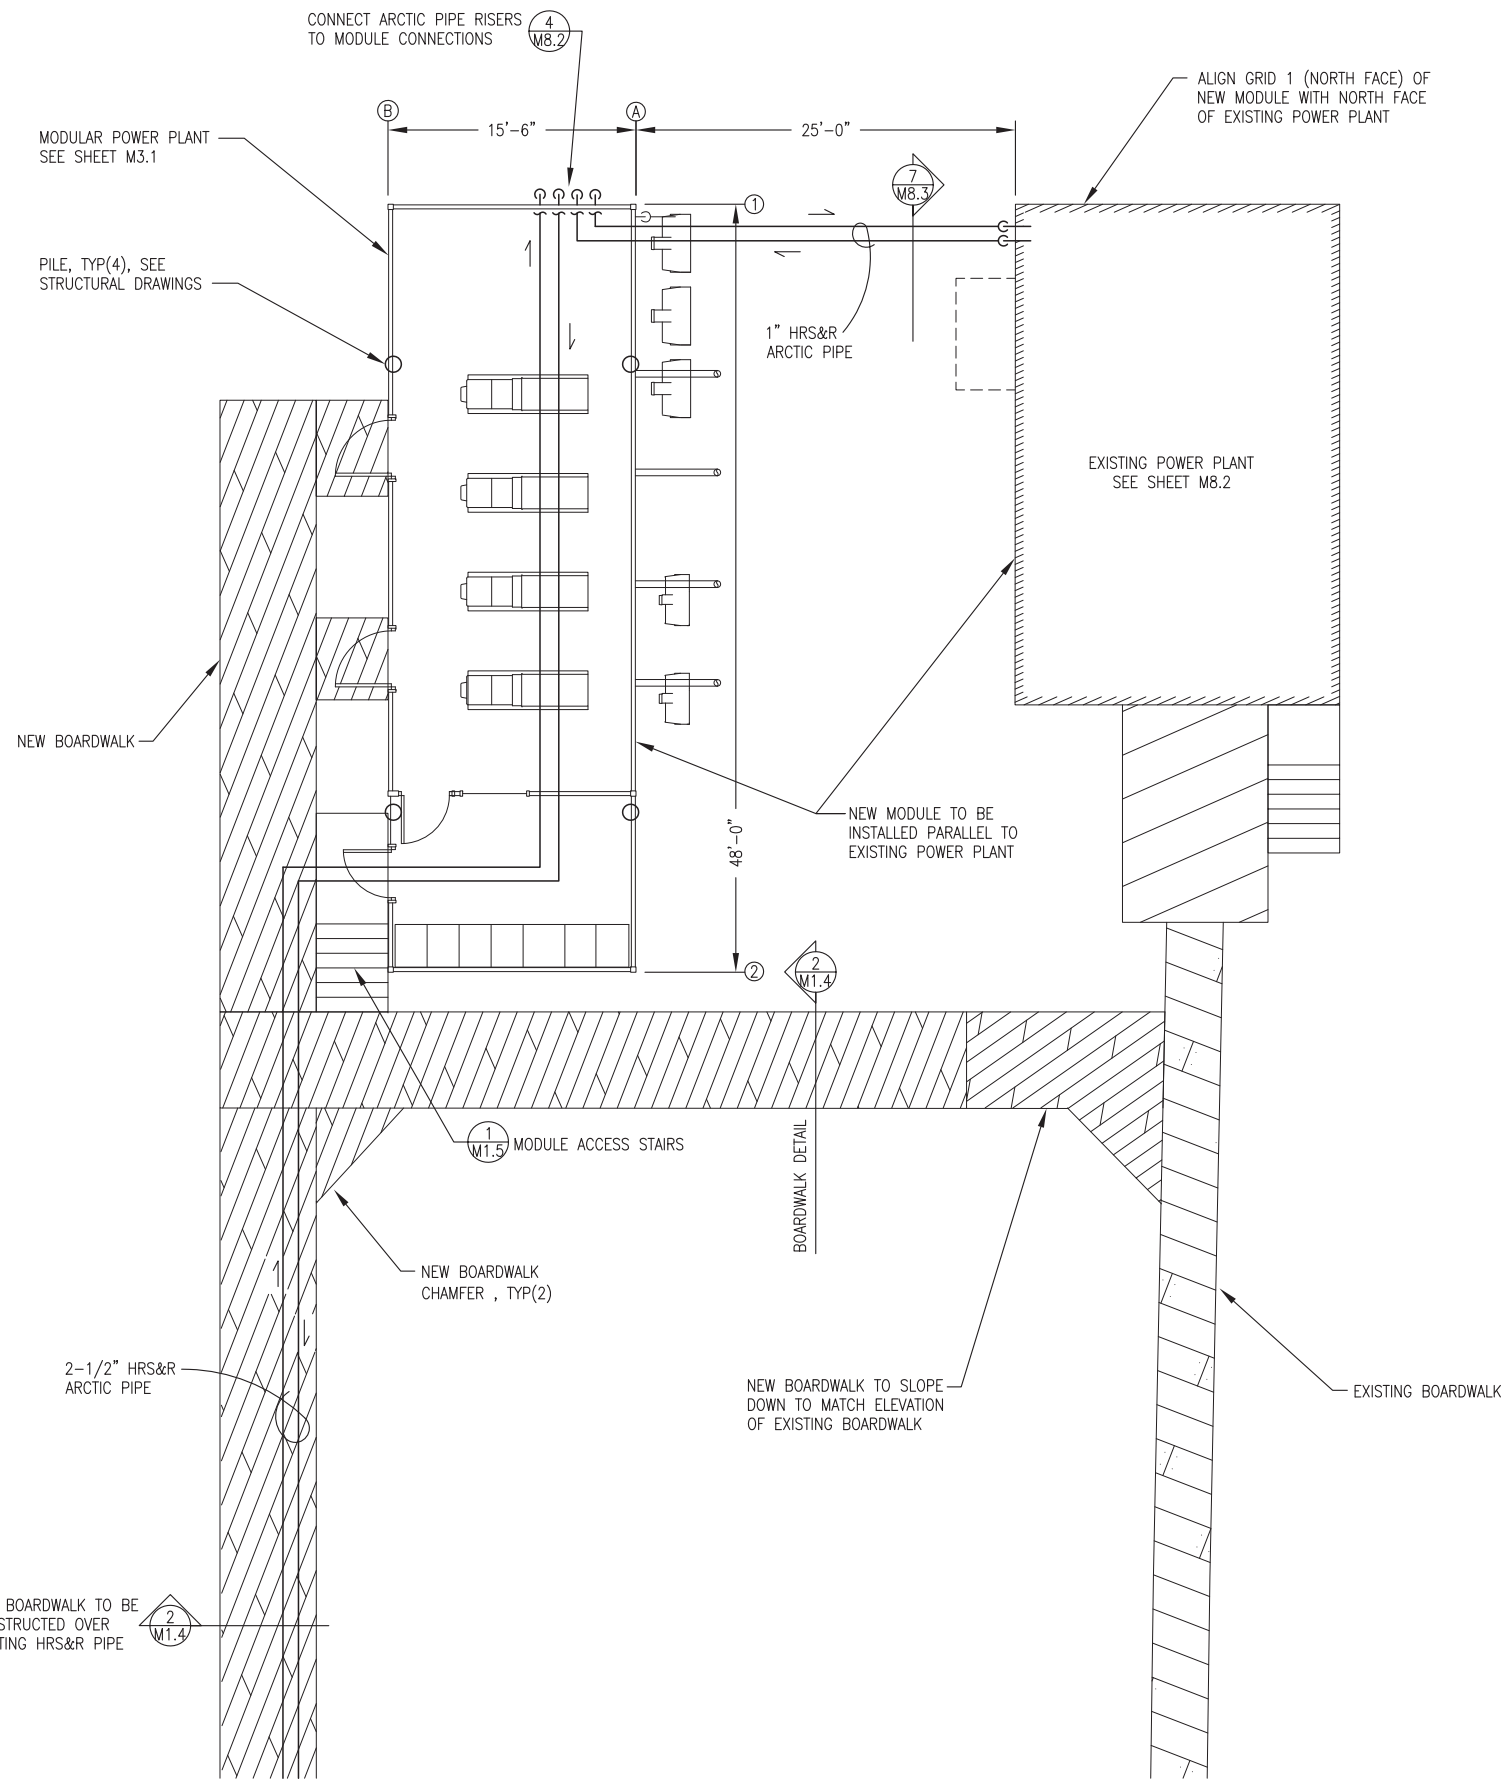 CONNECT ARCTIC PIPE RISERS
TO MODULE CONNECTIONS
4
M8.2
ALIGN GRID 1 (NORTH FACE) OF
NEW MODULE WITH NORTH FACE
OF EXISTING POWER PLANT
B
A
15'-6"
25'-0"
MODULAR POWER PLANT
SEE SHEET M3.1
7
M8.3
1
PILE, TYP(4), SEE
STRUCTURAL DRAWINGS
1" HRS&R
ARCTIC PIPE
EXISTING POWER PLANT
SEE SHEET M8.2
NEW BOARDWALK
NEW MODULE TO BE
INSTALLED PARALLEL TO
EXISTING POWER PLANT
48'-0"
2
2
M1.4
1
M1.5
MODULE ACCESS STAIRS
BOARDWALK DETAIL
NEW BOARDWALK
CHAMFER , TYP(2)
2-1/2" HRS&R
ARCTIC PIPE
NEW BOARDWALK TO SLOPE
DOWN TO MATCH ELEVATION
OF EXISTING BOARDWALK
EXISTING BOARDWALK
BOARDWALK TO BE
STRUCTED OVER
TING HRS&R PIPE
2
M1.4